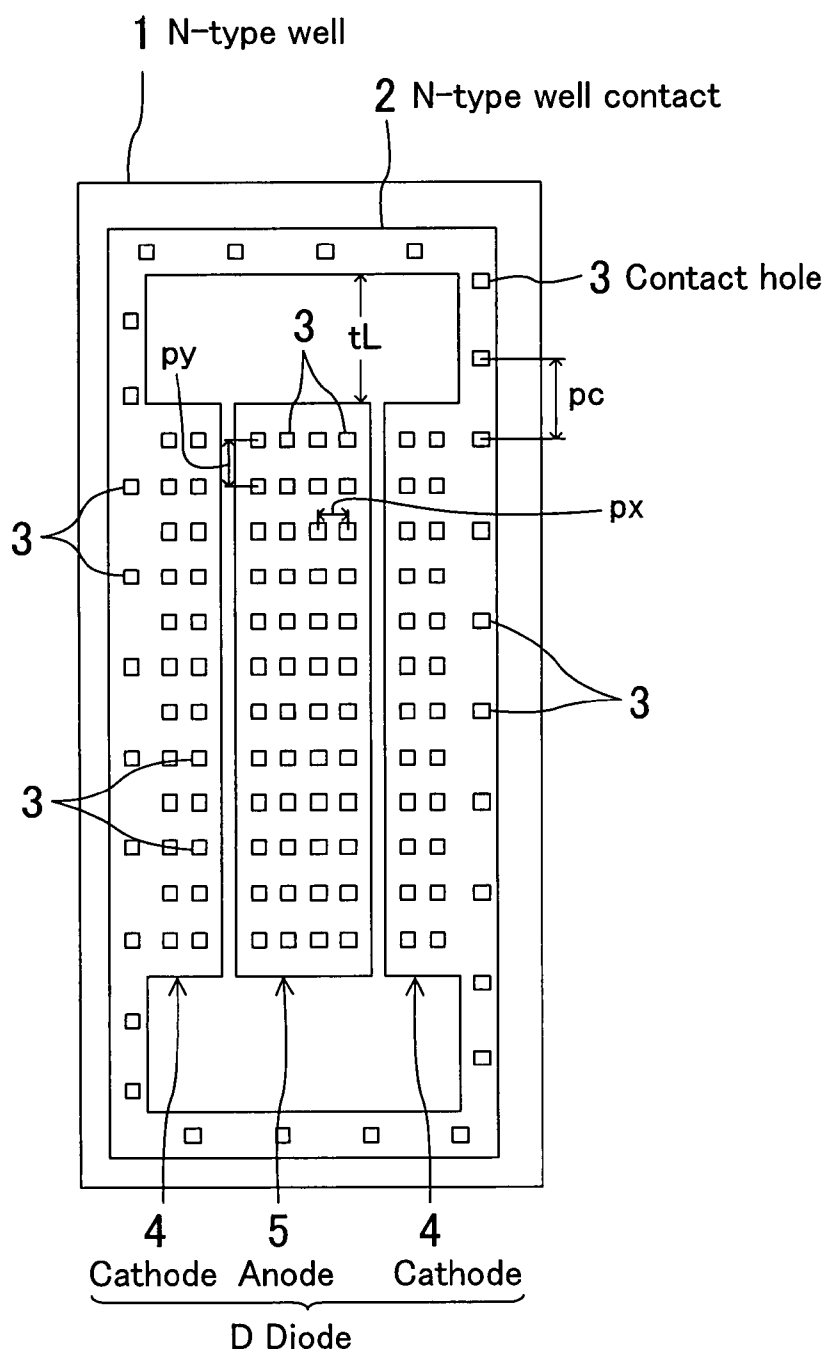 1 N-type well
2 N-type well contact
3 Contact hole
3
tL
py
pc
px
3
3
3
4 5 4
Cathode Anode Cathode
D Diode